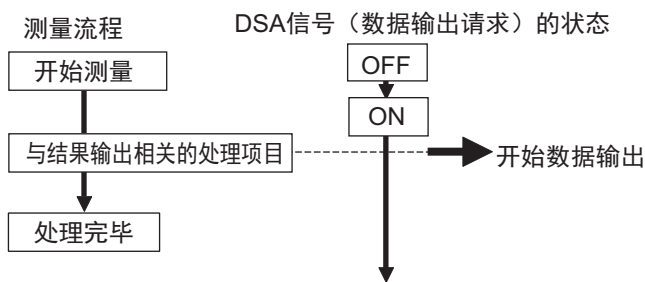 测量流程
DSA信号（数据输出请求）的状态
开始测量
OFF
ON
与结果输出相关的处理项目
开始数据输出
处理完毕